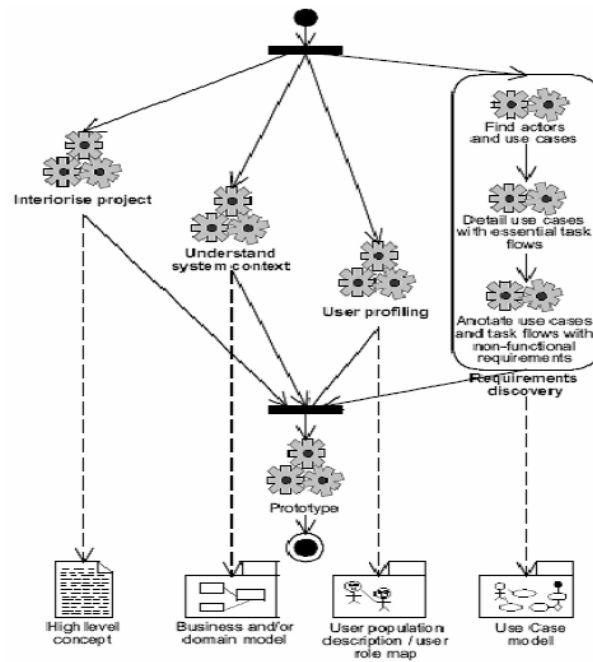 Find actors
and use cases
Interiorise project
Detail use cases
with essential task
flows
Understand
system context
User profiling
Anotate use cases
and task flows with
non-functional
requirements
Requirements
discovery
Prototype
High level
concept
Business and/or
domain model
User population
description / user
role map
Use Case
model